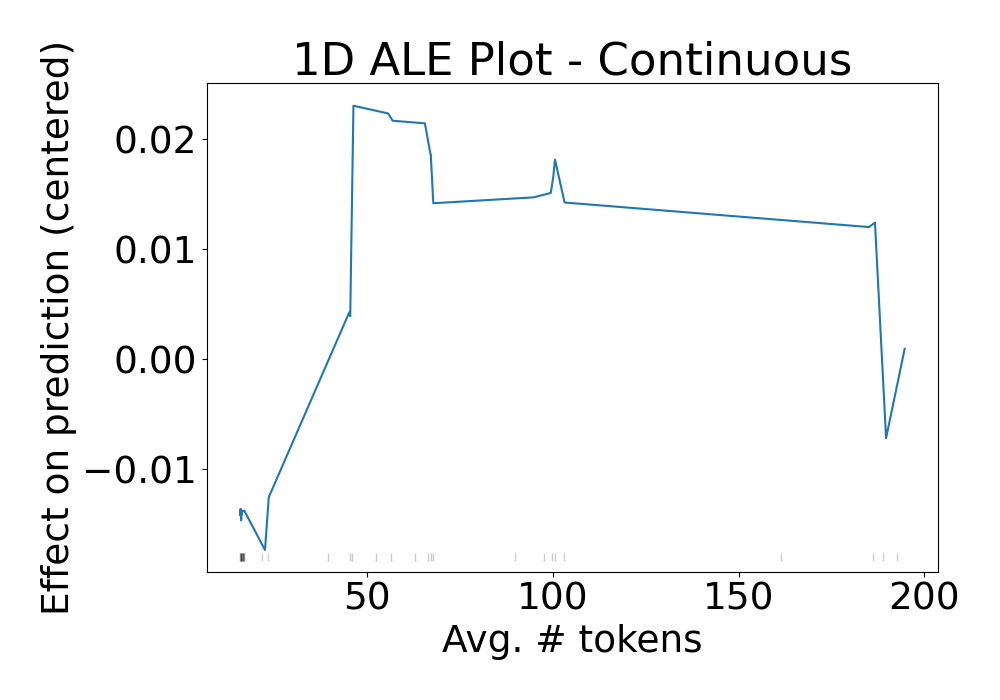 1D ALE Plot - Continuous
Effect on prediction (centered)
0.02
0.01
0.00
−0.01
50
100
150
200
Avg. # tokens